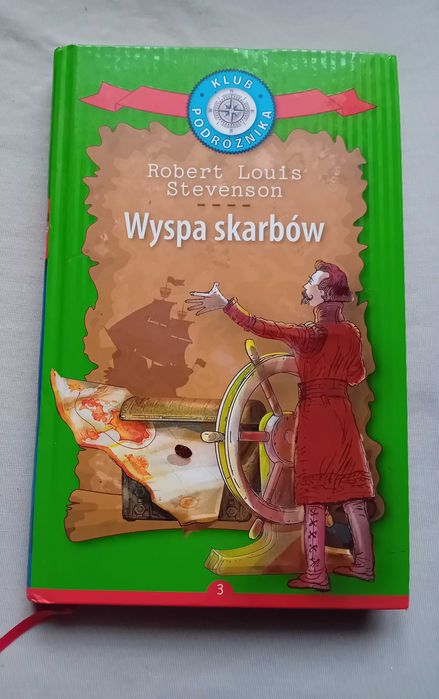 KLUB
PODRÓŻNIKA
Robert Louis
Stevenson
Wyspa skarbów
3